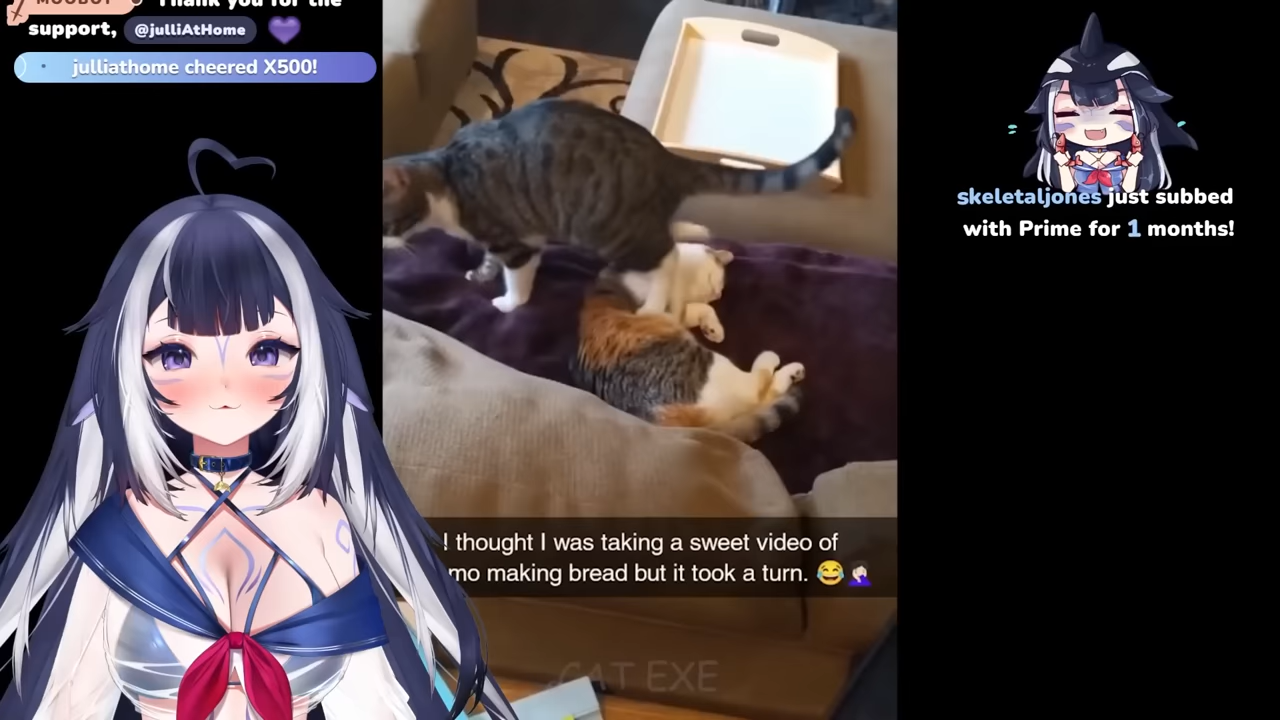 MOOBOT Thank you for the
support, @julliAtHome
julliathome cheered X500!
skeletaljones just subbed
with Prime for 1 months!
I thought I was taking a sweet video of
mo making bread but it took a turn. 😂🤦🏻‍♀️
CAT EXE